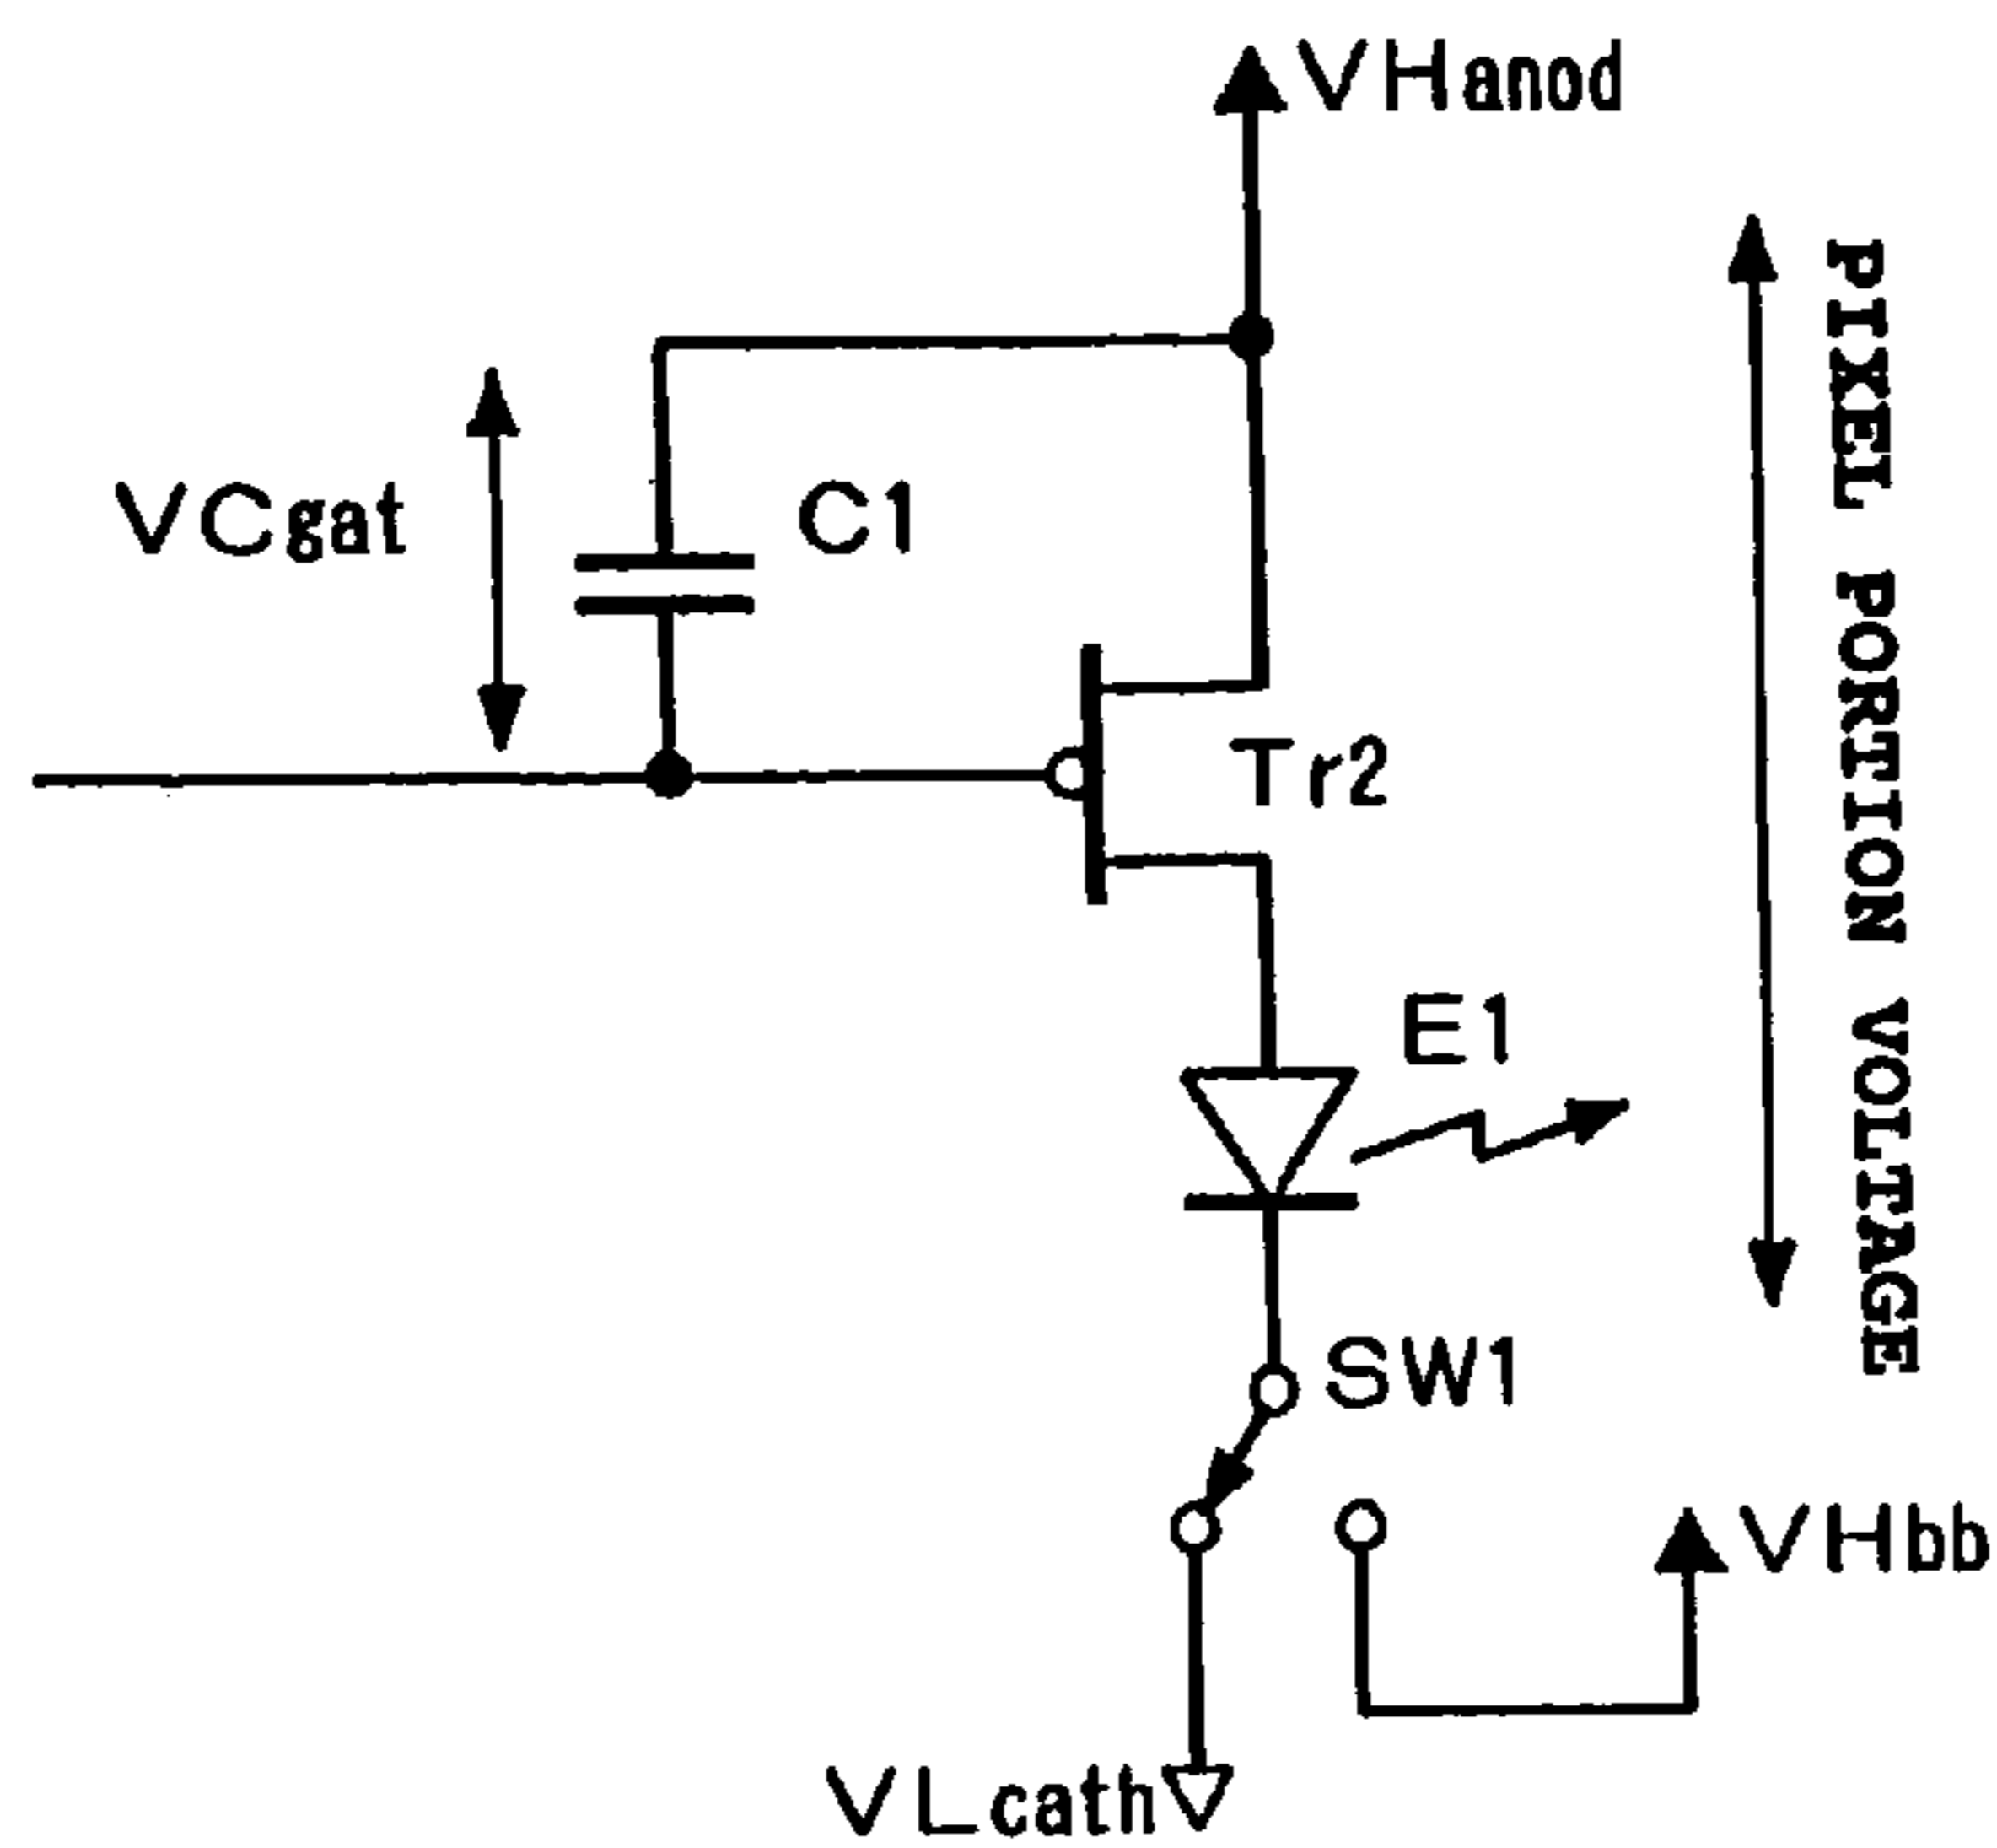 VHanod
VCgat
C1
Tr2
E1
SW1
VHbb
VLcath
PIXEL PORTION VOLTAGE